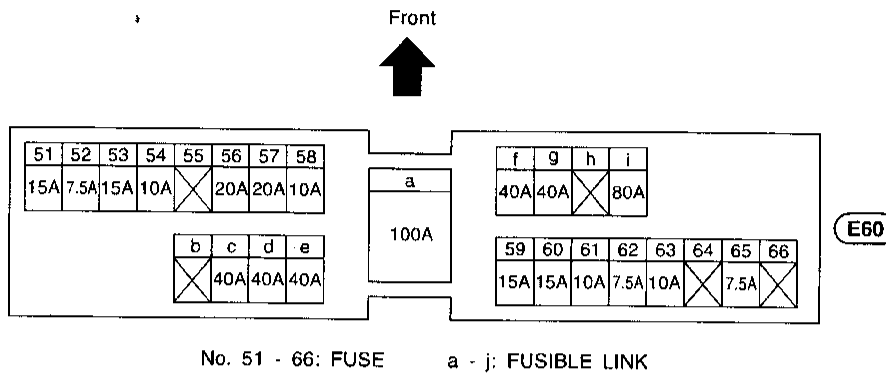 Front
51 52 53 54 55 56 57 58
15A 7.5A 15A 10A 20A 20A 10A
a
100A
f g h i
40A 40A 80A
b c d e
40A 40A 40A
59 60 61 62 63 64 65 66
15A 15A 10A 7.5A 10A 7.5A
E60
No. 51 - 66: FUSE a - j: FUSIBLE LINK